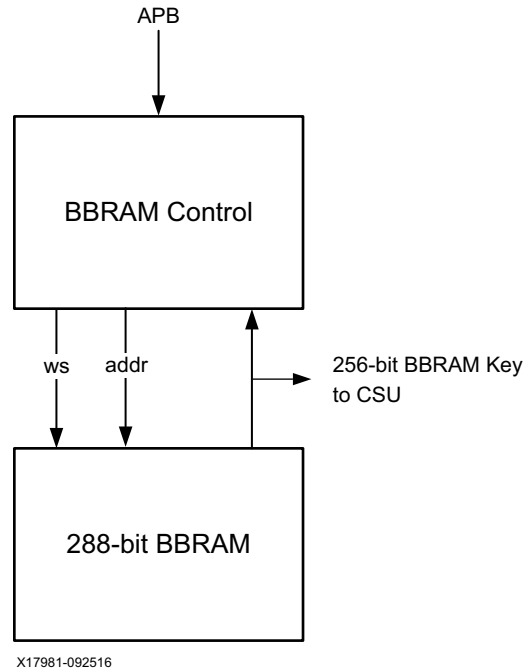 APB
BBRAM Control
ws
addr
256-bit BBRAM Key
to CSU
288-bit BBRAM
X17981-092516